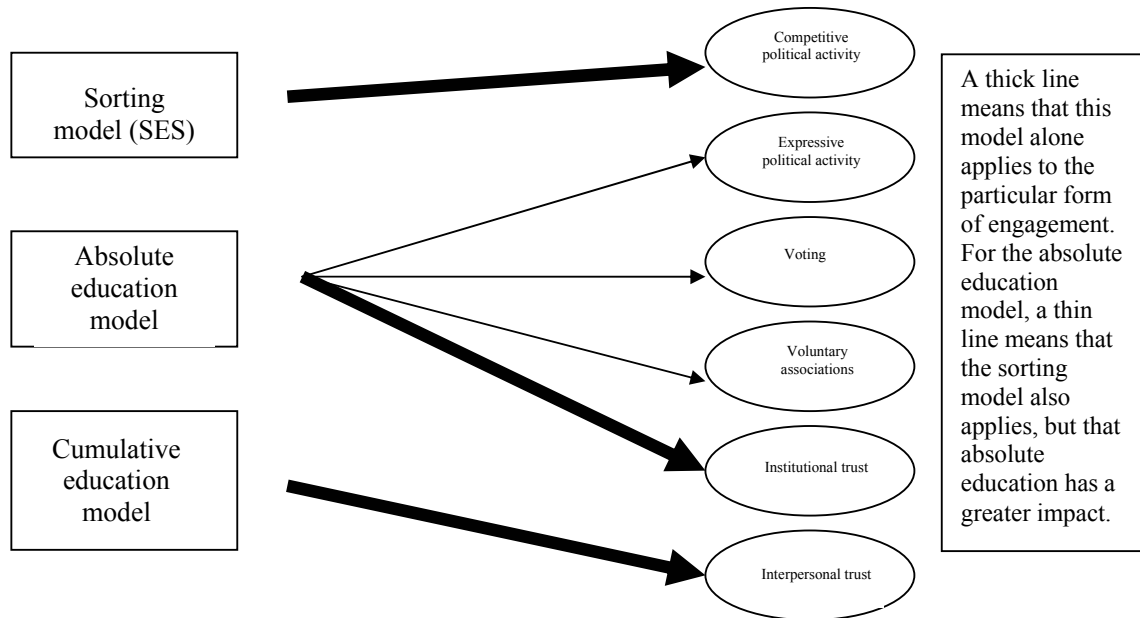 Sorting
model (SES)
Absolute
education
model
Cumulative
education
model
Competitive
political activity
Expressive
political activity
Voting
Voluntary
associations
Institutional trust
Interpersonal trust
A thick line
means that this
model alone
applies to the
particular form
of engagement.
For the absolute
education
model, a thin
line means that
the sorting
model also
applies, but that
absolute
education has a
greater impact.